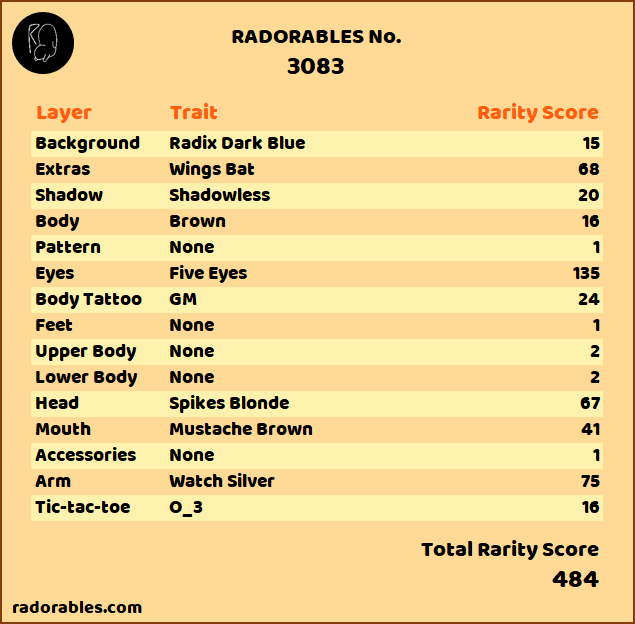 RADORABLES No.
3083
Layer Trait Rarity Score
Background Radix Dark Blue 15
Extras Wings Bat 68
Shadow Shadowless 20
Body Brown 16
Pattern None 1
Eyes Five Eyes 135
Body Tattoo GM 24
Feet None 1
Upper Body None 2
Lower Body None 2
Head Spikes Blonde 67
Mouth Mustache Brown 41
Accessories None 1
Arm Watch Silver 75
Tic-tac-toe O_3 16
Total Rarity Score
484
radorables.com